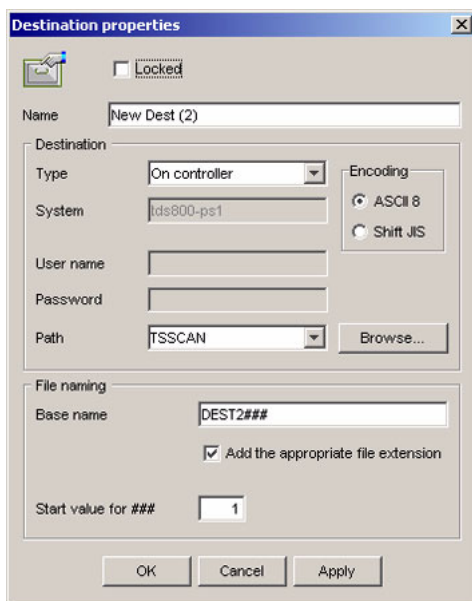 Destination properties
Locked
Name New Dest (2)
Destination
Type On controller
Encoding
ASCII 8
System tds800-ps1
Shift JIS
User name
Password
Path TSSCAN Browse...
File naming
Base name DEST2###
Add the appropriate file extension
Start value for ### 1
OK Cancel Apply